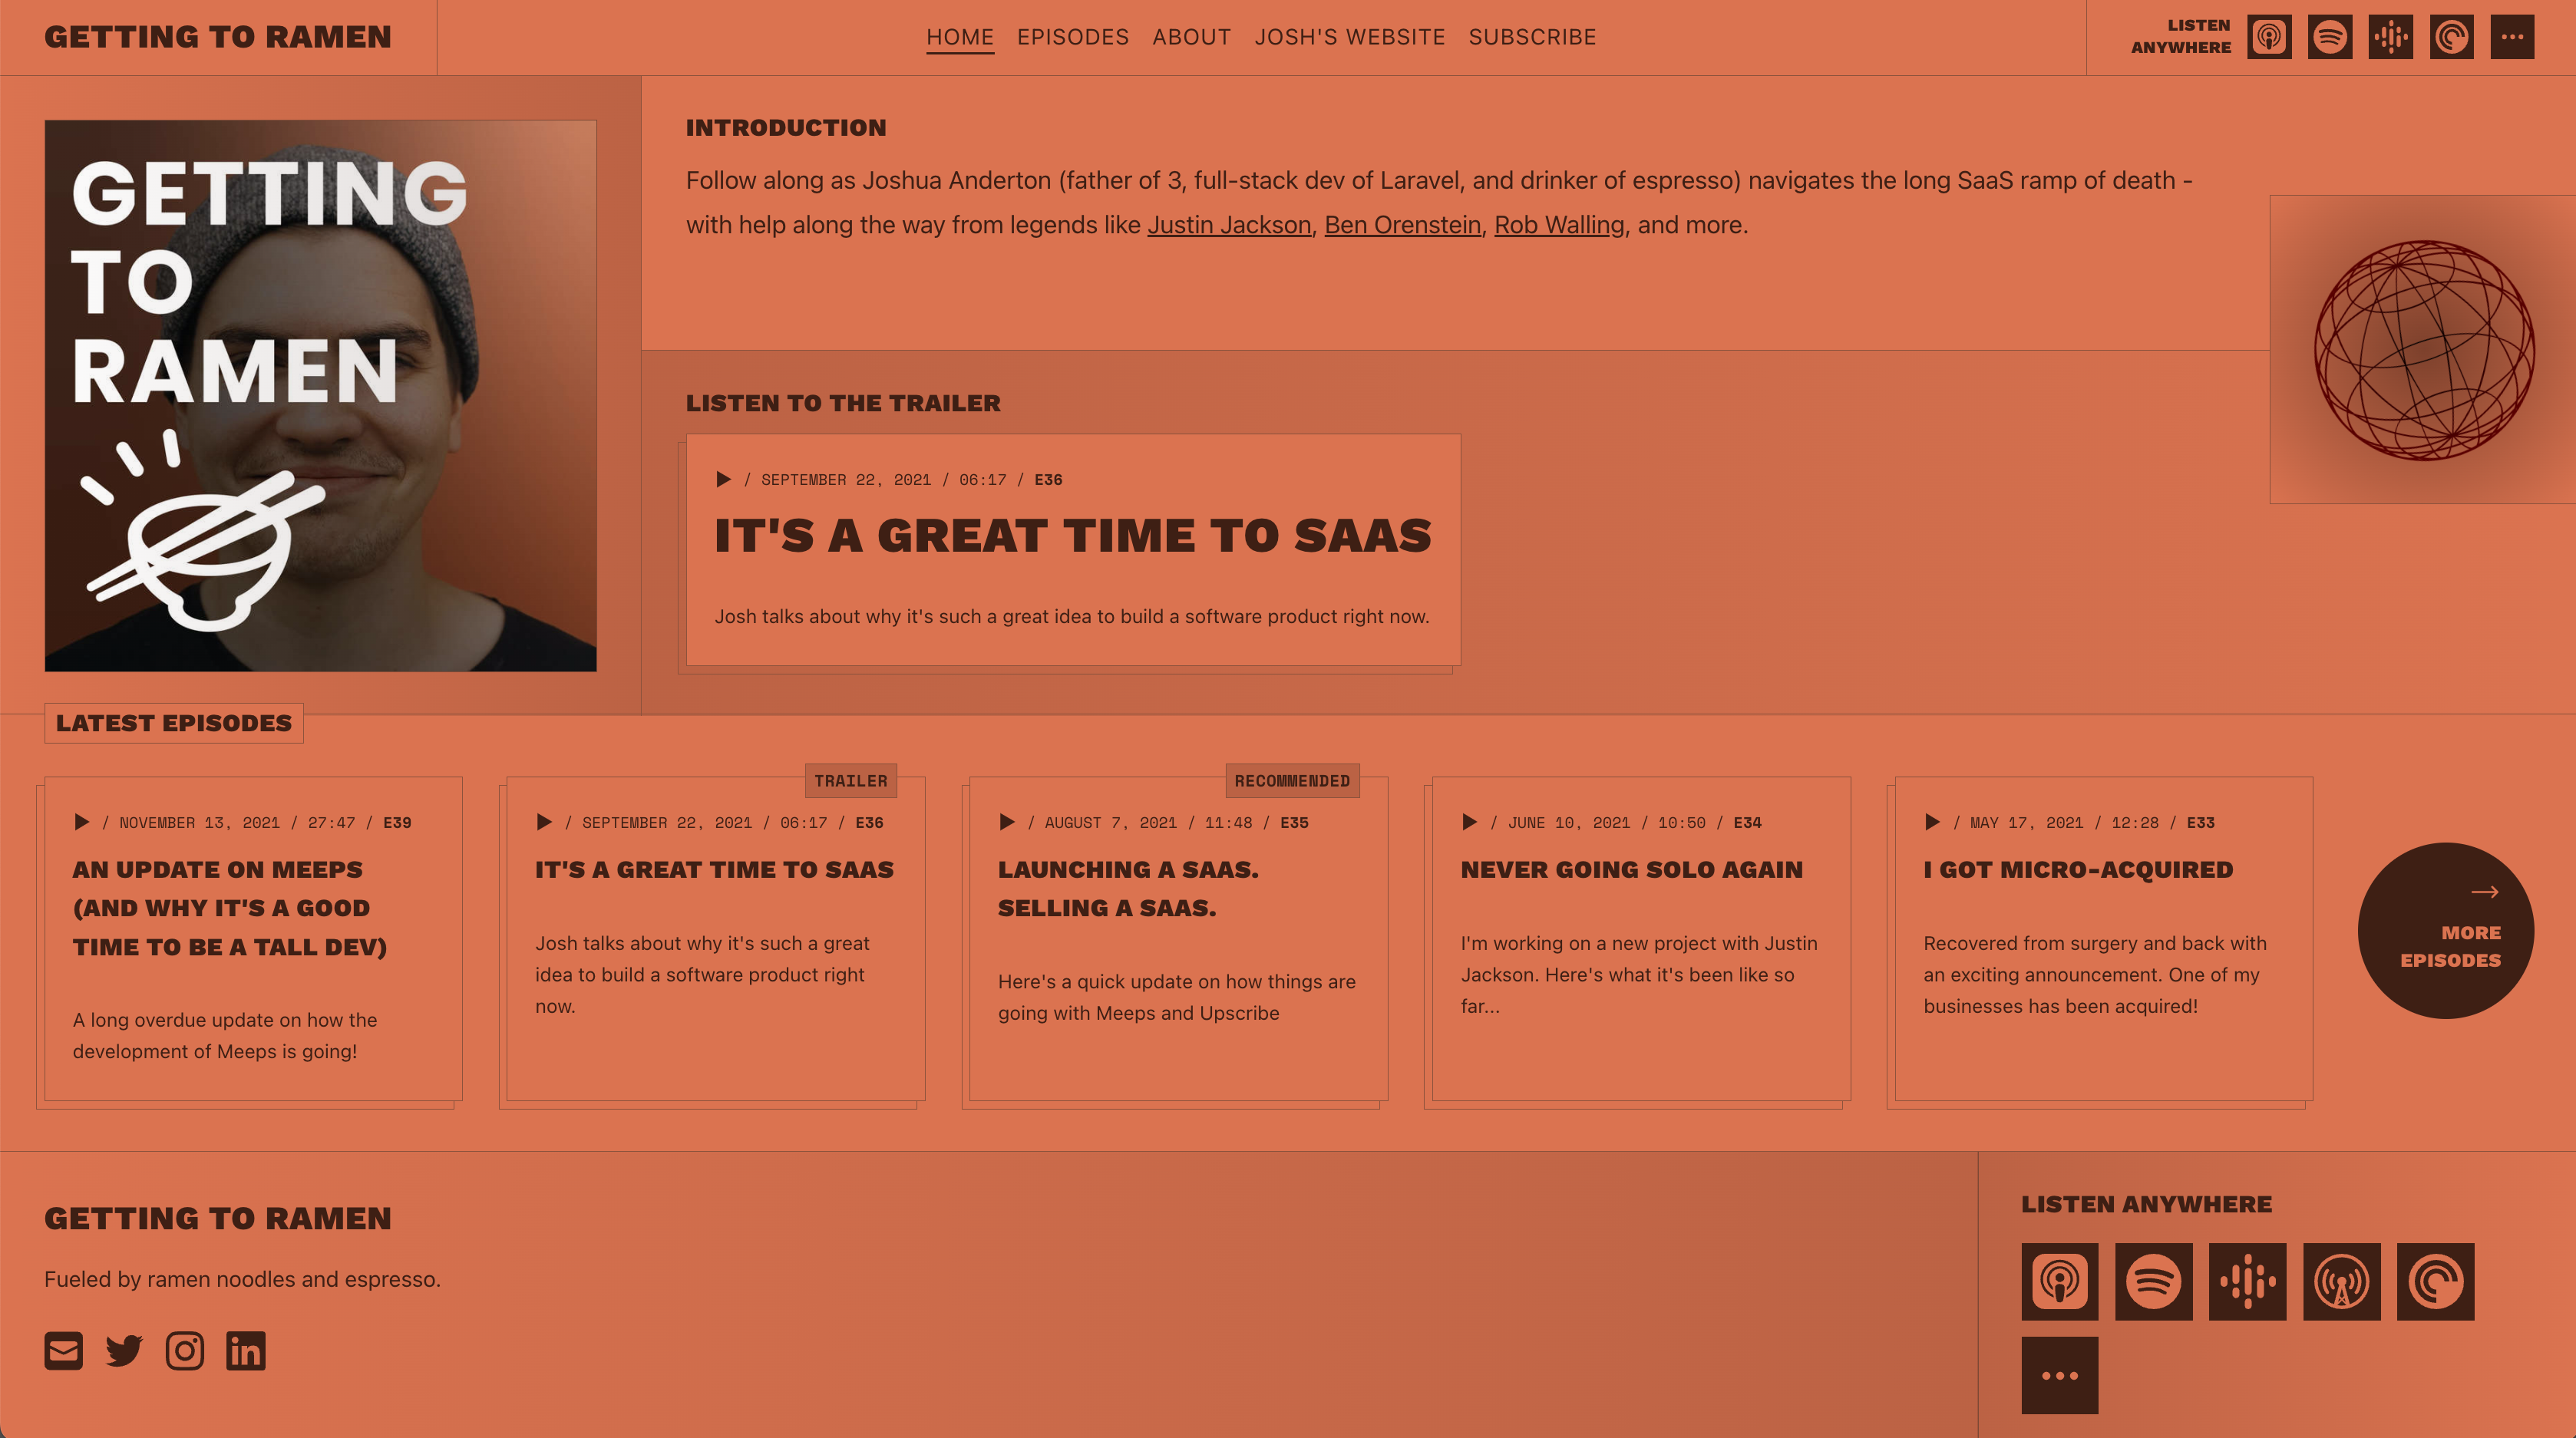 GETTING TO RAMEN
HOME EPISODES ABOUT JOSH'S WEBSITE SUBSCRIBE
LISTEN
ANYWHERE
GETTING
TO
RAMEN
INTRODUCTION
Follow along as Joshua Anderton (father of 3, full-stack dev of Laravel, and drinker of espresso) navigates the long SaaS ramp of death -
with help along the way from legends like Justin Jackson, Ben Orenstein, Rob Walling, and more.
LISTEN TO THE TRAILER
/ SEPTEMBER 22, 2021 / 06:17 / E36
IT'S A GREAT TIME TO SAAS
Josh talks about why it's such a great idea to build a software product right now.
LATEST EPISODES
/ NOVEMBER 13, 2021 / 27:47 / E39
AN UPDATE ON MEEPS
(AND WHY IT'S A GOOD
TIME TO BE A TALL DEV)
A long overdue update on how the
development of Meeps is going!
TRAILER
/ SEPTEMBER 22, 2021 / 06:17 / E36
IT'S A GREAT TIME TO SAAS
Josh talks about why it's such a great
idea to build a software product right
now.
RECOMMENDED
/ AUGUST 7, 2021 / 11:48 / E35
LAUNCHING A SAAS.
SELLING A SAAS.
Here's a quick update on how things are
going with Meeps and Upscribe
/ JUNE 10, 2021 / 10:50 / E34
NEVER GOING SOLO AGAIN
I'm working on a new project with Justin
Jackson. Here's what it's been like so
far...
/ MAY 17, 2021 / 12:28 / E33
I GOT MICRO-ACQUIRED
Recovered from surgery and back with
an exciting announcement. One of my
businesses has been acquired!
→
MORE
EPISODES
GETTING TO RAMEN
Fueled by ramen noodles and espresso.
LISTEN ANYWHERE